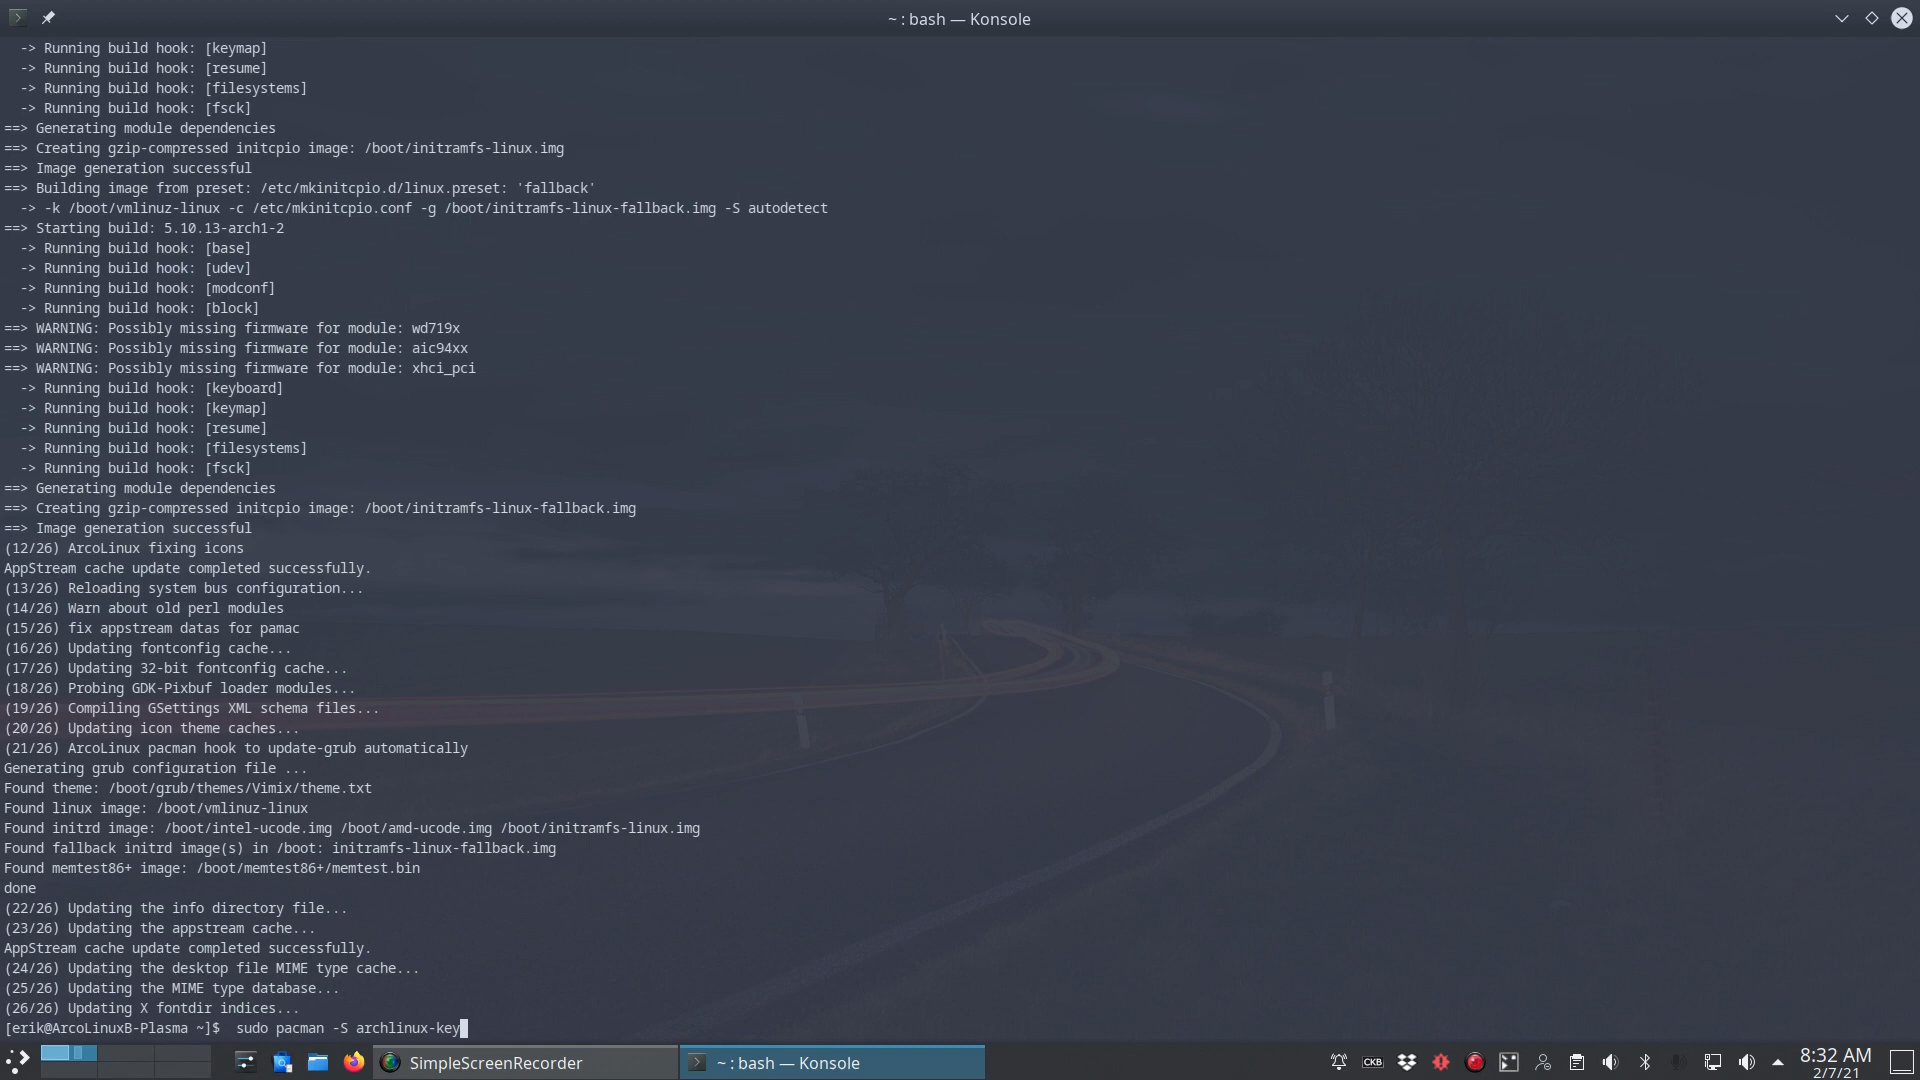 ~ : bash — Konsole
-> Running build hook: [keymap]
-> Running build hook: [resume]
-> Running build hook: [filesystems]
-> Running build hook: [fsck]
==> Generating module dependencies
==> Creating gzip-compressed initcpio image: /boot/initramfs-linux.img
==> Image generation successful
==> Building image from preset: /etc/mkinitcpio.d/linux.preset: 'fallback'
-> -k /boot/vmlinuz-linux -c /etc/mkinitcpio.conf -g /boot/initramfs-linux-fallback.img -S autodetect
==> Starting build: 5.10.13-arch1-2
-> Running build hook: [base]
-> Running build hook: [udev]
-> Running build hook: [modconf]
-> Running build hook: [block]
==> WARNING: Possibly missing firmware for module: wd719x
==> WARNING: Possibly missing firmware for module: aic94xx
==> WARNING: Possibly missing firmware for module: xhci_pci
-> Running build hook: [keyboard]
-> Running build hook: [keymap]
-> Running build hook: [resume]
-> Running build hook: [filesystems]
-> Running build hook: [fsck]
==> Generating module dependencies
==> Creating gzip-compressed initcpio image: /boot/initramfs-linux-fallback.img
==> Image generation successful
(12/26) ArcoLinux fixing icons
AppStream cache update completed successfully.
(13/26) Reloading system bus configuration...
(14/26) Warn about old perl modules
(15/26) fix appstream datas for pamac
(16/26) Updating fontconfig cache...
(17/26) Updating 32-bit fontconfig cache...
(18/26) Probing GDK-Pixbuf loader modules...
(19/26) Compiling GSettings XML schema files...
(20/26) Updating icon theme caches...
(21/26) ArcoLinux pacman hook to update-grub automatically
Generating grub configuration file ...
Found theme: /boot/grub/themes/Vimix/theme.txt
Found linux image: /boot/vmlinuz-linux
Found initrd image: /boot/intel-ucode.img /boot/amd-ucode.img /boot/initramfs-linux.img
Found fallback initrd image(s) in /boot: initramfs-linux-fallback.img
Found memtest86+ image: /boot/memtest86+/memtest.bin
done
(22/26) Updating the info directory file...
(23/26) Updating the appstream cache...
AppStream cache update completed successfully.
(24/26) Updating the desktop file MIME type cache...
(25/26) Updating the MIME type database...
(26/26) Updating X fontdir indices...
[erik@ArcoLinuxB-Plasma ~]$  sudo pacman -S archlinux-key
SimpleScreenRecorder
~ : bash — Konsole
CKB
8:32 AM
2/7/21